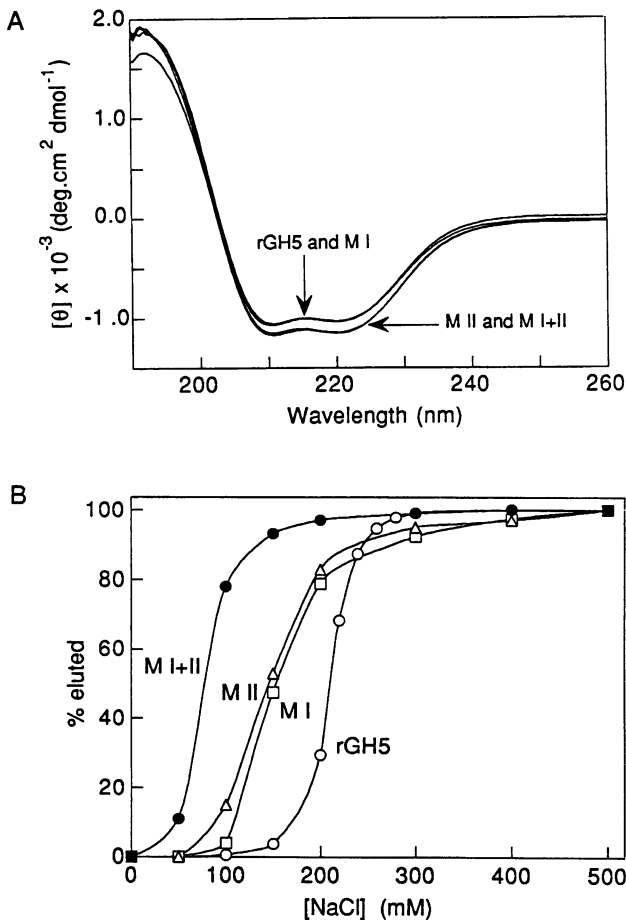 A
[θ] x 10⁻³ (deg.cm² dmol⁻¹)
2.0
1.0
0.0
-1.0
rGH5 and M I
M II and M I+II
200
220
240
260
Wavelength (nm)
B
% eluted
100
80
60
40
20
0
M I+II
M II
M I
rGH5
0
100
200
300
400
500
[NaCl] (mM)